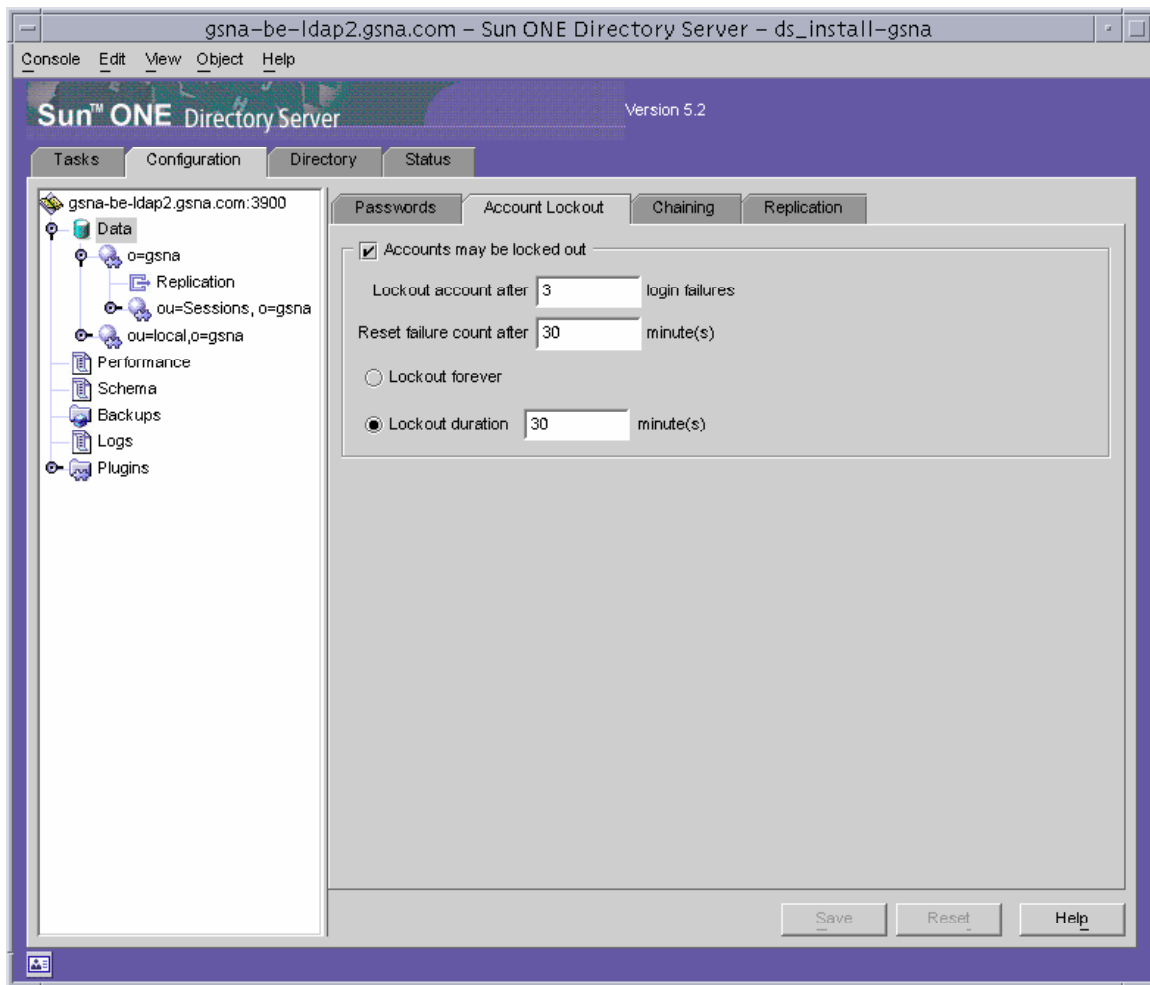 gsna-be-ldap2.gsna.com – Sun ONE Directory Server – ds_install-gsna
Console Edit View Object Help
Sun™ ONE Directory Server
Version 5.2
Tasks Configuration Directory Status
gsna-be-ldap2.gsna.com:3900
Data
o=gsna
Replication
ou=Sessions, o=gsna
ou=local,o=gsna
Performance
Schema
Backups
Logs
Plugins
Passwords Account Lockout Chaining Replication
Accounts may be locked out
Lockout account after 3 login failures
Reset failure count after 30 minute(s)
Lockout forever
Lockout duration 30 minute(s)
Save Reset Help